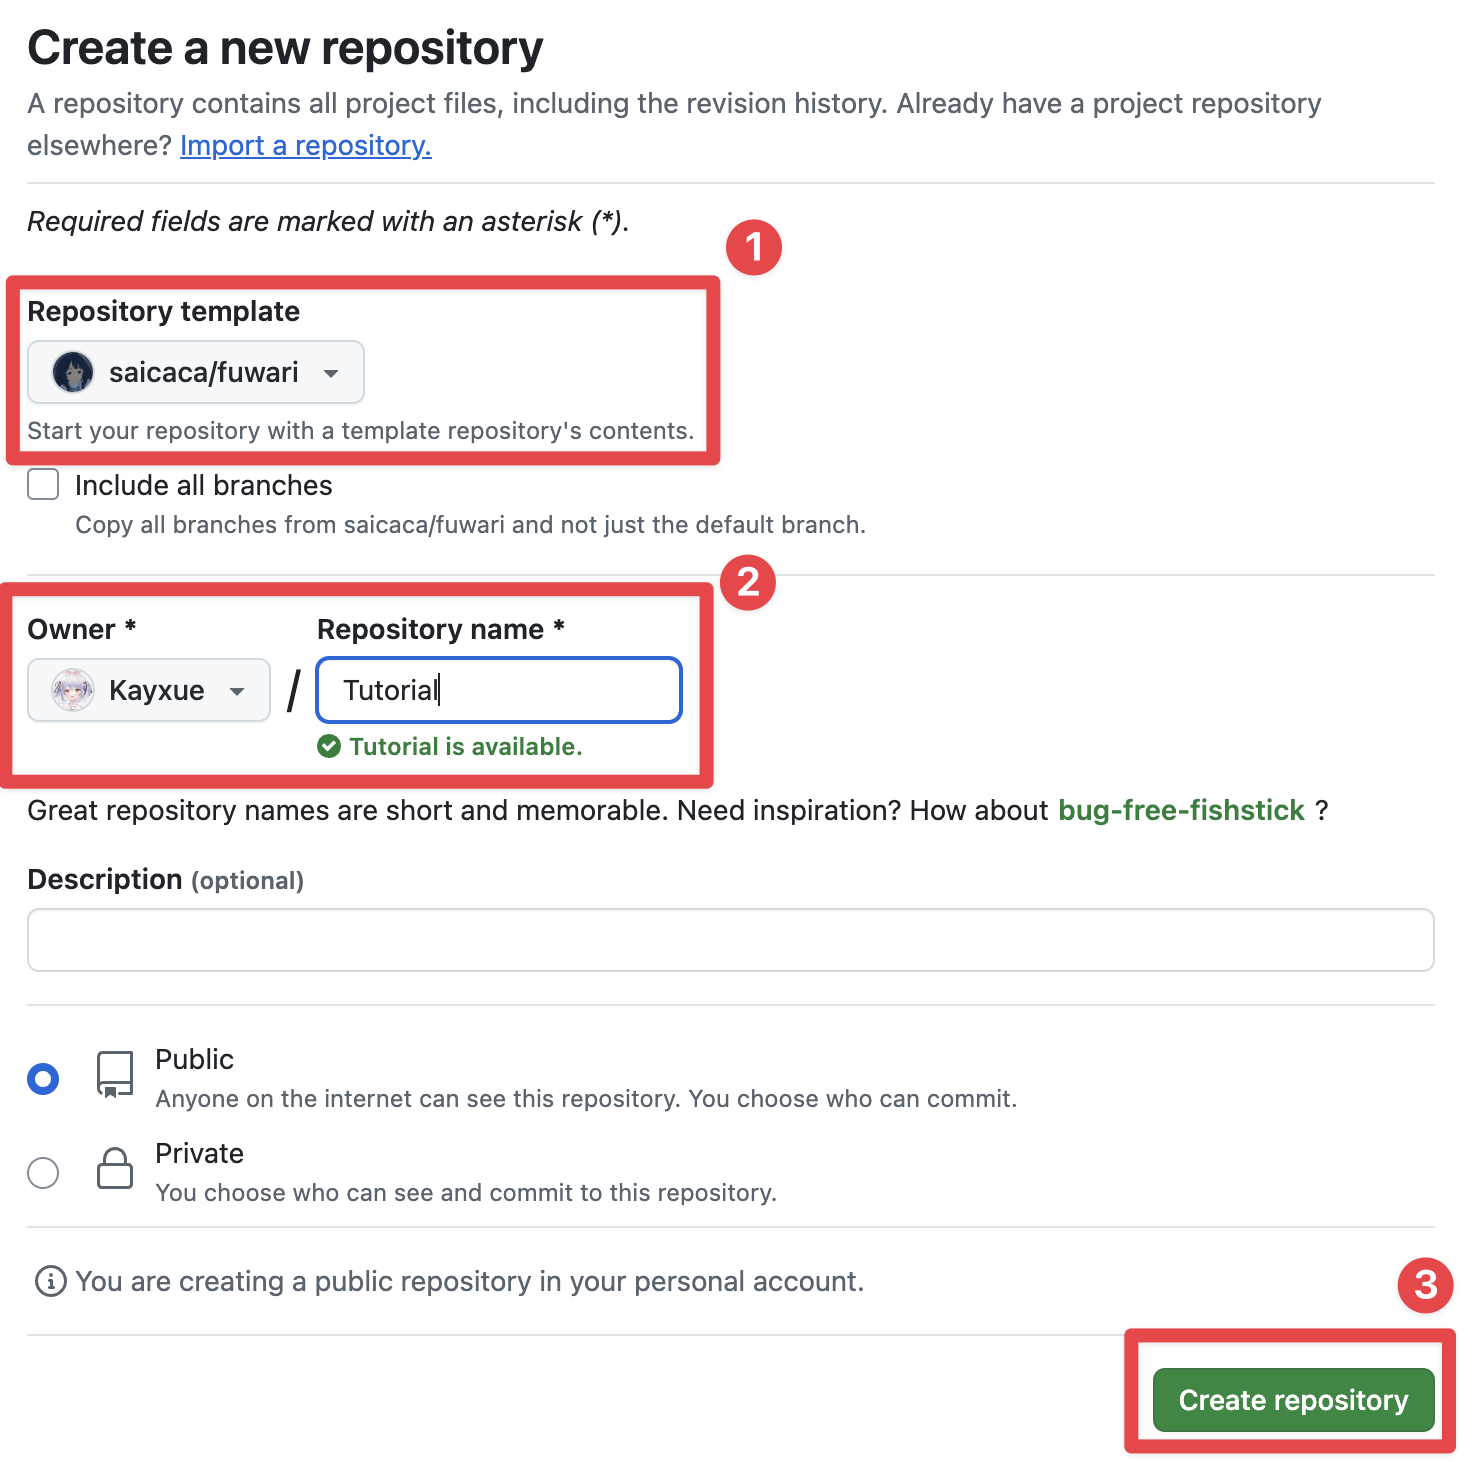 Create a new repository
A repository contains all project files, including the revision history. Already have a project repository
elsewhere? Import a repository.
Required fields are marked with an asterisk (*).
1
Repository template
saicaca/fuwari
Start your repository with a template repository's contents.
Include all branches
Copy all branches from saicaca/fuwari and not just the default branch.
2
Owner * Repository name *
Kayxue / Tutorial
Tutorial is available.
Great repository names are short and memorable. Need inspiration? How about bug-free-fishstick ?
Description (optional)
Public
Anyone on the internet can see this repository. You choose who can commit.
Private
You choose who can see and commit to this repository.
You are creating a public repository in your personal account.
3
Create repository